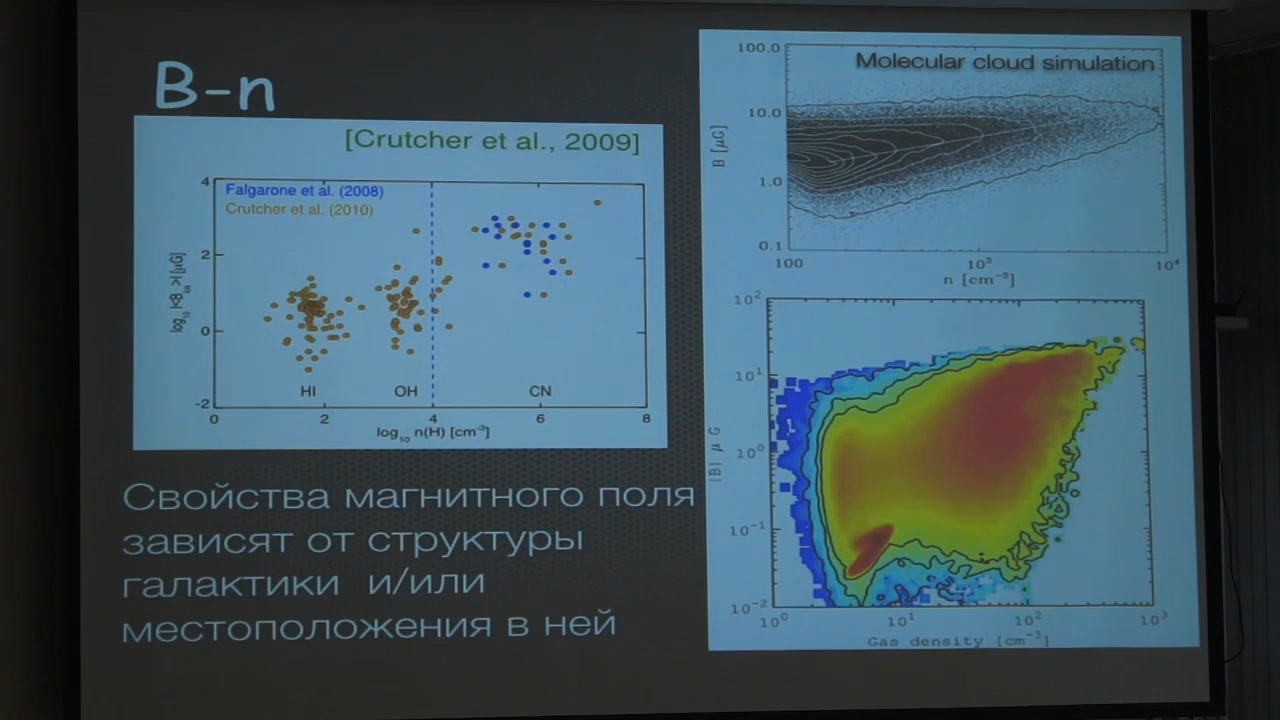 B-n
[Crutcher et al., 2009]
Falgarone et al. (2008)
Crutcher et al. (2010)
4
2
0
-2
HI
OH
CN
0 2 4 6 8
log₁₀ n(H) [cm⁻³]
Свойства магнитного поля
зависят от структуры
галактики и/или
местоположения в ней
Molecular cloud simulation
100.0
10.0
1.0
0.1
B [μG]
100 10³ 10⁴
n [cm⁻³]
10²
10¹
10⁰
10⁻¹
10⁻²
|B| μ G
10⁰ 10¹ 10² 10³
Gas density [cm⁻³]